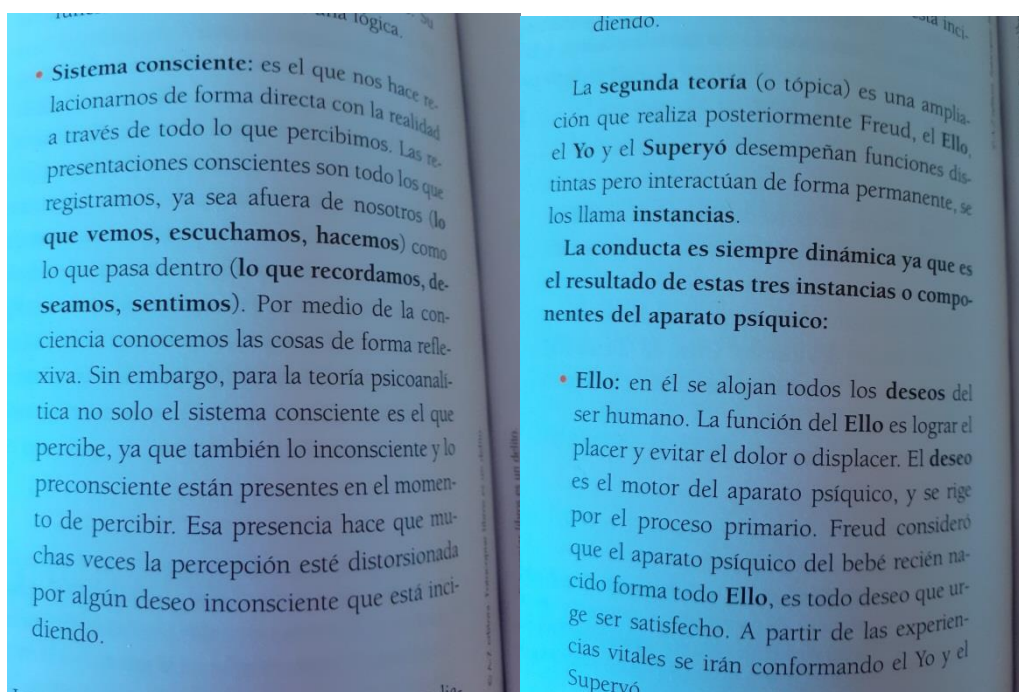 lógica.
• Sistema consciente: es el que nos hace re-
lacionarnos de forma directa con la realidad
a través de todo lo que percibimos. Las re-
presentaciones conscientes son todo los que
registramos, ya sea afuera de nosotros (lo
que vemos, escuchamos, hacemos) como
lo que pasa dentro (lo que recordamos, de-
seamos, sentimos). Por medio de la con-
ciencia conocemos las cosas de forma refle-
xiva. Sin embargo, para la teoría psicoanalí-
tica no solo el sistema consciente es el que
percibe, ya que también lo inconsciente y lo
preconsciente están presentes en el momen-
to de percibir. Esa presencia hace que mu-
chas veces la percepción esté distorsionada
por algún deseo inconsciente que está inci-
diendo.
está inci-
diendo.
La segunda teoría (o tópica) es una amplia-
ción que realiza posteriormente Freud, el Ello,
el Yo y el Superyó desempeñan funciones dis-
tintas pero interactúan de forma permanente, se
los llama instancias.
La conducta es siempre dinámica ya que es
el resultado de estas tres instancias o compo-
nentes del aparato psíquico:
• Ello: en él se alojan todos los deseos del
ser humano. La función del Ello es lograr el
placer y evitar el dolor o displacer. El deseo
es el motor del aparato psíquico, y se rige
por el proceso primario. Freud consideró
que el aparato psíquico del bebé recién na-
cido forma todo Ello, es todo deseo que ur-
ge ser satisfecho. A partir de las experien-
cias vitales se irán conformando el Yo y el
Superyó